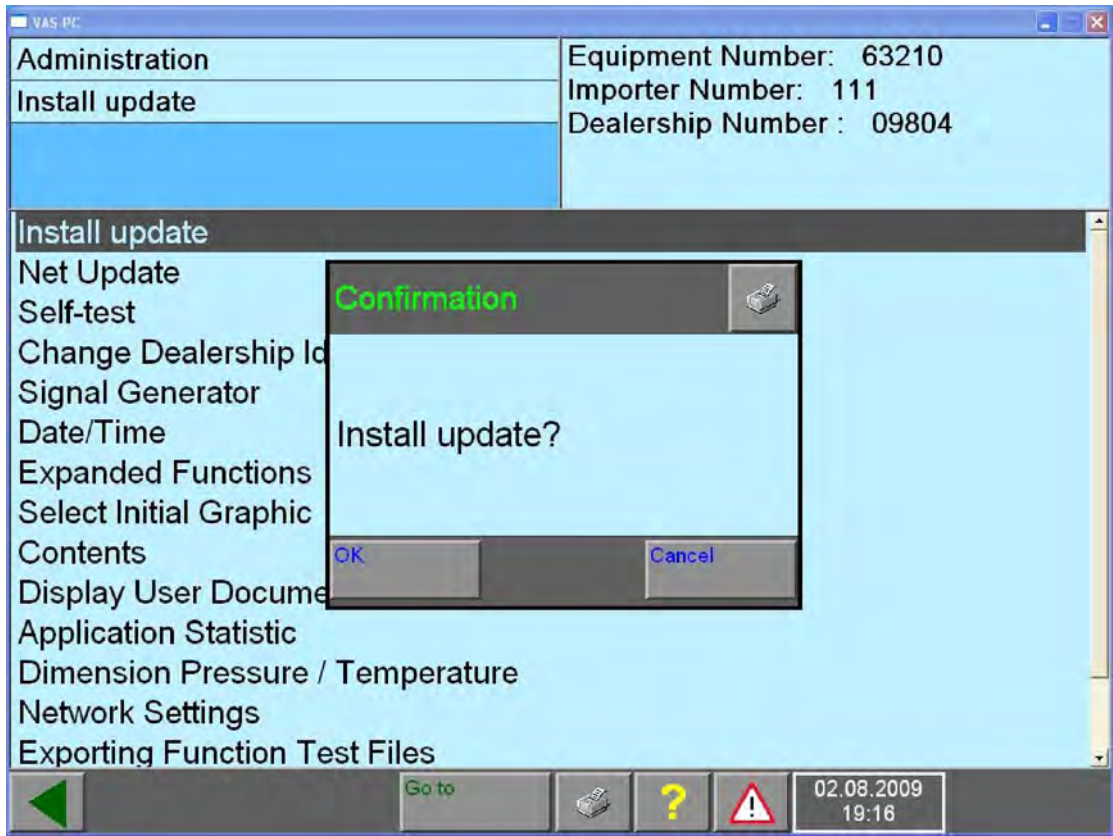 VAS-PC
Administration
Install update
Equipment Number: 63210
Importer Number: 111
Dealership Number : 09804
Install update
Net Update
Self-test
Change Dealership Id
Signal Generator
Date/Time
Expanded Functions
Select Initial Graphic
Contents
Display User Docume
Application Statistic
Dimension Pressure / Temperature
Network Settings
Exporting Function Test Files
Confirmation
Install update?
OK
Cancel
Go to
?
02.08.2009
19:16